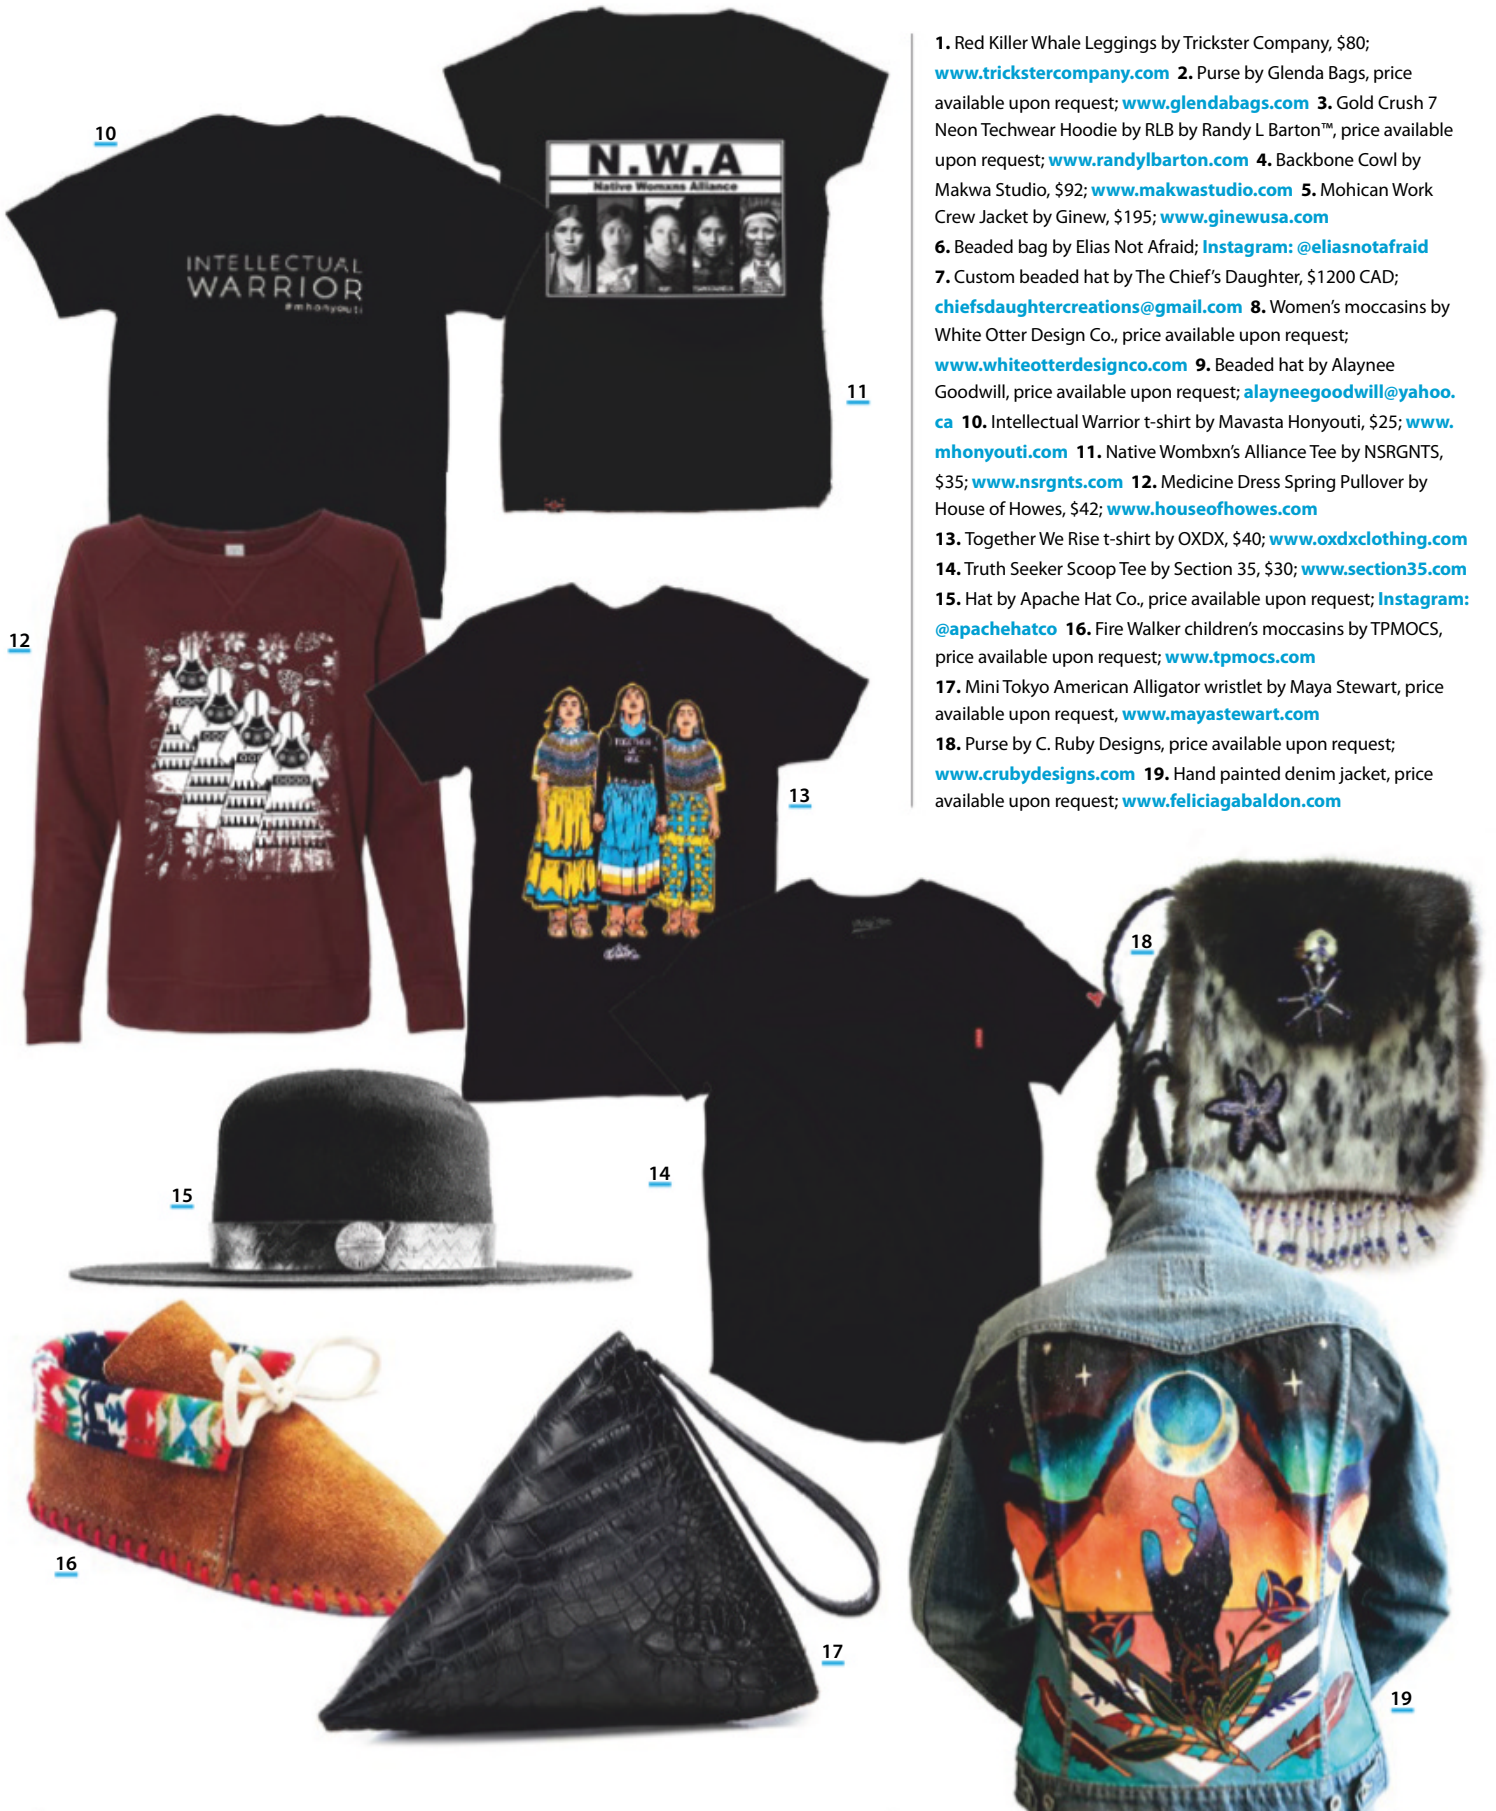 10
INTELLECTUAL
WARRIOR
#mhonyouti
N.W.A
Native Womxns Alliance
11
1. Red Killer Whale Leggings by Trickster Company, $80;
www.trickstercompany.com 2. Purse by Glenda Bags, price
available upon request; www.glendabags.com 3. Gold Crush 7
Neon Techwear Hoodie by RLB by Randy L Barton™, price available
upon request; www.randylbarton.com 4. Backbone Cowl by
Makwa Studio, $92; www.makwastudio.com 5. Mohican Work
Crew Jacket by Ginew, $195; www.ginewusa.com
6. Beaded bag by Elias Not Afraid; Instagram: @eliasnotafraid
7. Custom beaded hat by The Chief’s Daughter, $1200 CAD;
chiefsdaughtercreations@gmail.com 8. Women’s moccasins by
White Otter Design Co., price available upon request;
www.whiteotterdesignco.com 9. Beaded hat by Alaynee
Goodwill, price available upon request; alayneegoodwill@yahoo.
ca 10. Intellectual Warrior t-shirt by Mavasta Honyouti, $25; www.
mhonyouti.com 11. Native Wombxn’s Alliance Tee by NSRGNTS,
$35; www.nsrgnts.com 12. Medicine Dress Spring Pullover by
House of Howes, $42; www.houseofhowes.com
13. Together We Rise t-shirt by OXDX, $40; www.oxdxclothing.com
14. Truth Seeker Scoop Tee by Section 35, $30; www.section35.com
15. Hat by Apache Hat Co., price available upon request; Instagram:
@apachehatco 16. Fire Walker children’s moccasins by TPMOCS,
price available upon request; www.tpmocs.com
17. Mini Tokyo American Alligator wristlet by Maya Stewart, price
available upon request, www.mayastewart.com
18. Purse by C. Ruby Designs, price available upon request;
www.crubydesigns.com 19. Hand painted denim jacket, price
available upon request; www.feliciagabaldon.com
12
TOGETHER
WE
RISE
13
14
18
15
16
17
19